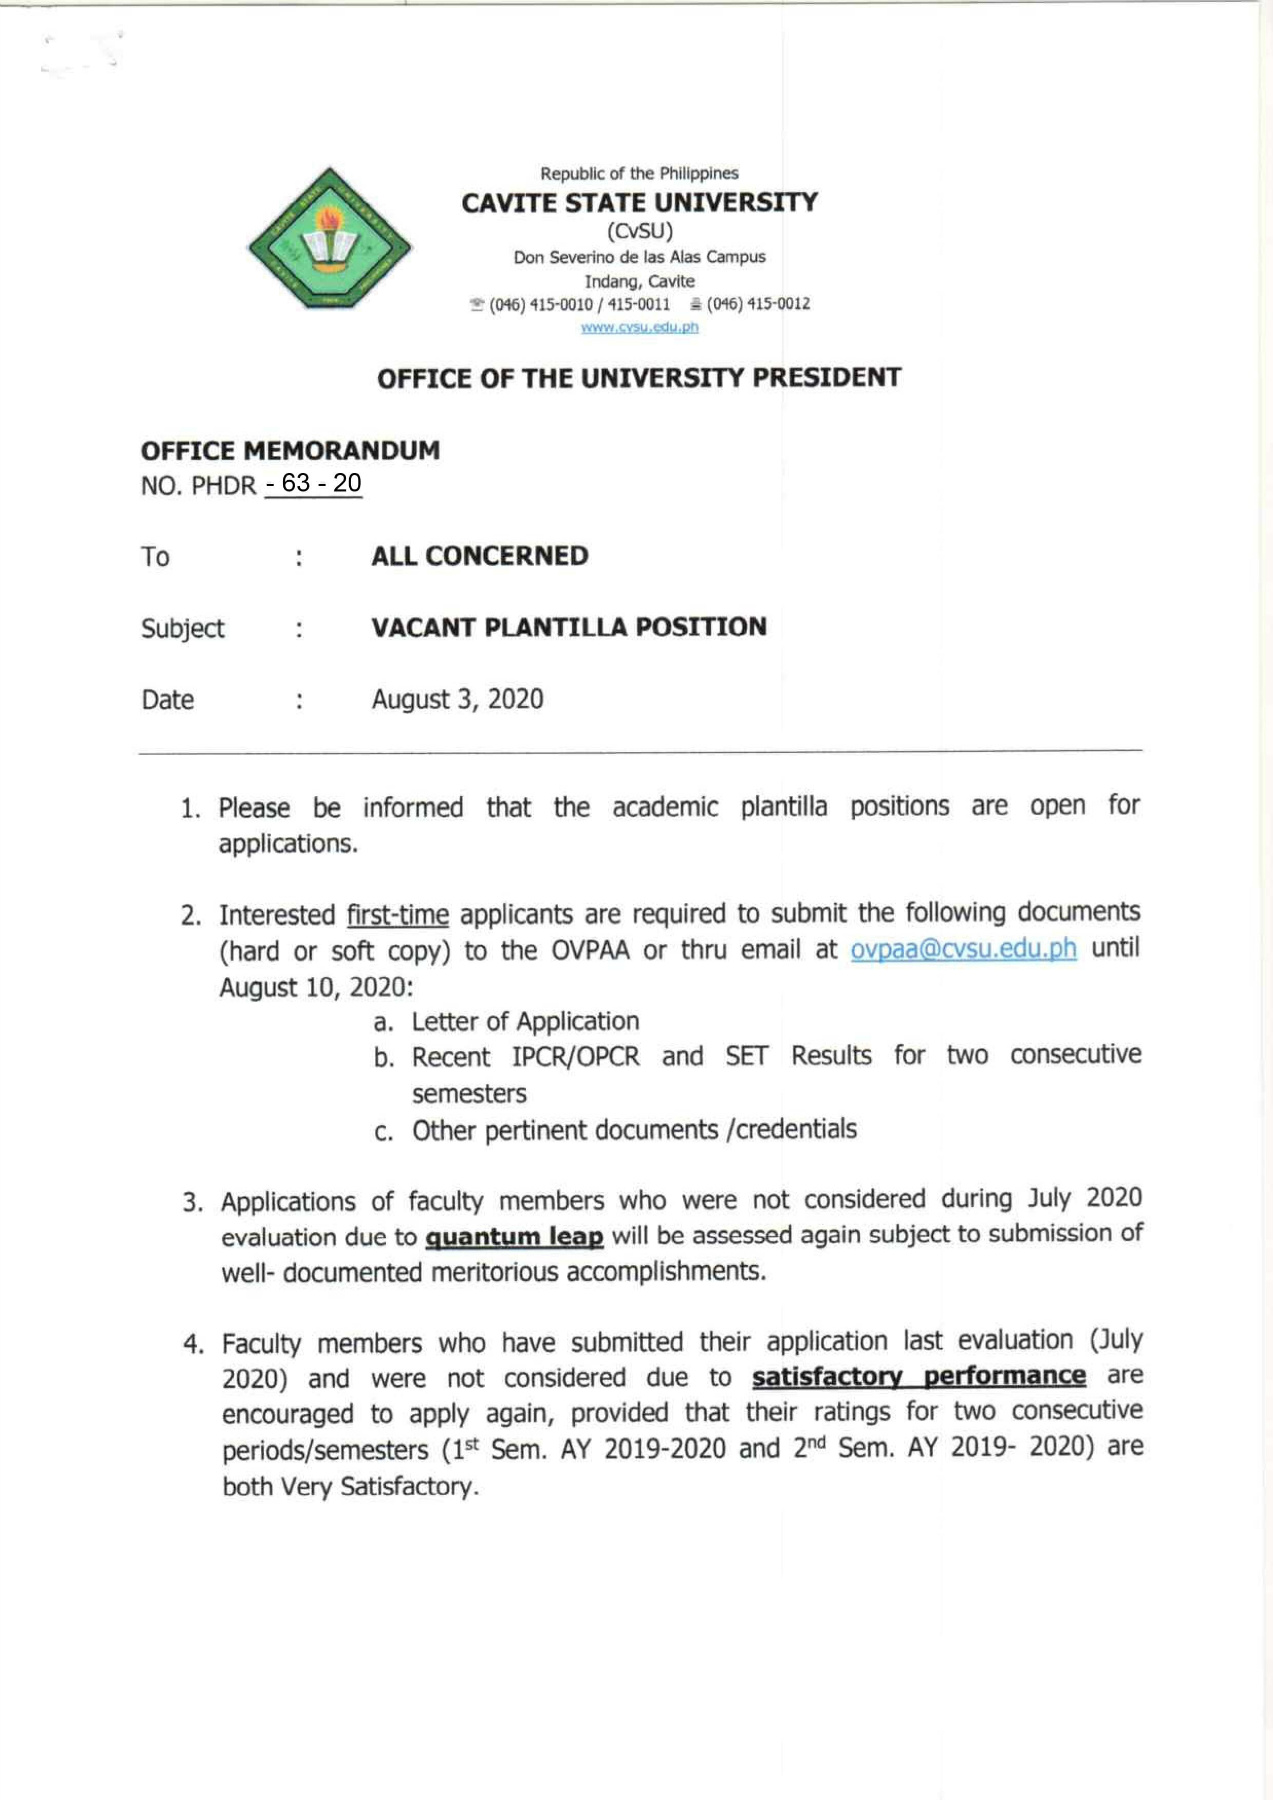 Republic of the Philippines
CAVITE STATE UNIVERSITY
(CvSU)
Don Severino de las Alas Campus
Indang, Cavite
☏ (046) 415-0010 / 415-0011 (046) 415-0012
www.cvsu.edu.ph
OFFICE OF THE UNIVERSITY PRESIDENT
OFFICE MEMORANDUM
NO. PHDR - 63 - 20
To : ALL CONCERNED
Subject : VACANT PLANTILLA POSITION
Date : August 3, 2020
1. Please be informed that the academic plantilla positions are open for
applications.
2. Interested first-time applicants are required to submit the following documents
(hard or soft copy) to the OVPAA or thru email at ovpaa@cvsu.edu.ph until
August 10, 2020:
a. Letter of Application
b. Recent IPCR/OPCR and SET Results for two consecutive
semesters
c. Other pertinent documents /credentials
3. Applications of faculty members who were not considered during July 2020
evaluation due to quantum leap will be assessed again subject to submission of
well- documented meritorious accomplishments.
4. Faculty members who have submitted their application last evaluation (July
2020) and were not considered due to satisfactory performance are
encouraged to apply again, provided that their ratings for two consecutive
periods/semesters (1st Sem. AY 2019-2020 and 2nd Sem. AY 2019- 2020) are
both Very Satisfactory.